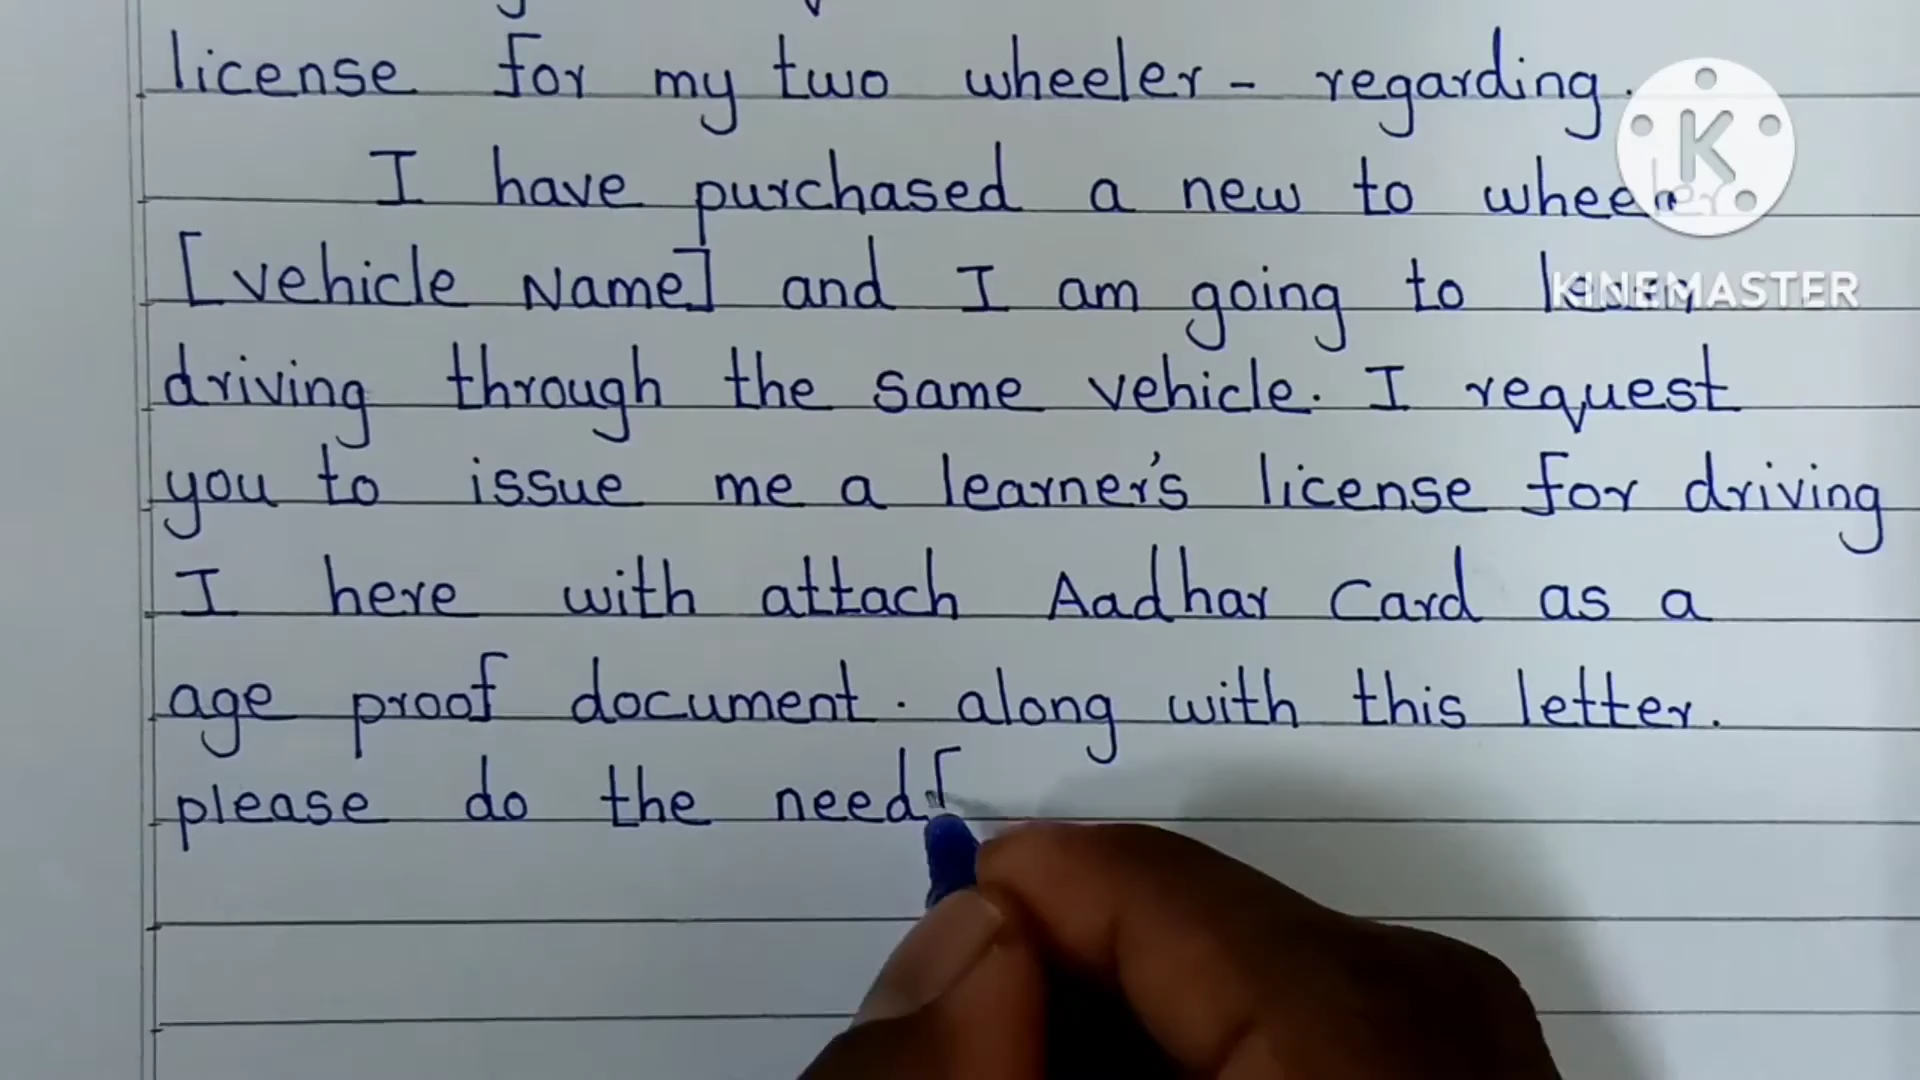 license for my two wheeler - regarding.
I have purchased a new to wheeler
[vehicle Name] and I am going to learn
driving through the same vehicle. I request
you to issue me a learner's license for driving
I here with attach Aadhar Card as a
age proof document. along with this letter.
please do the needf
K
KINEMASTER